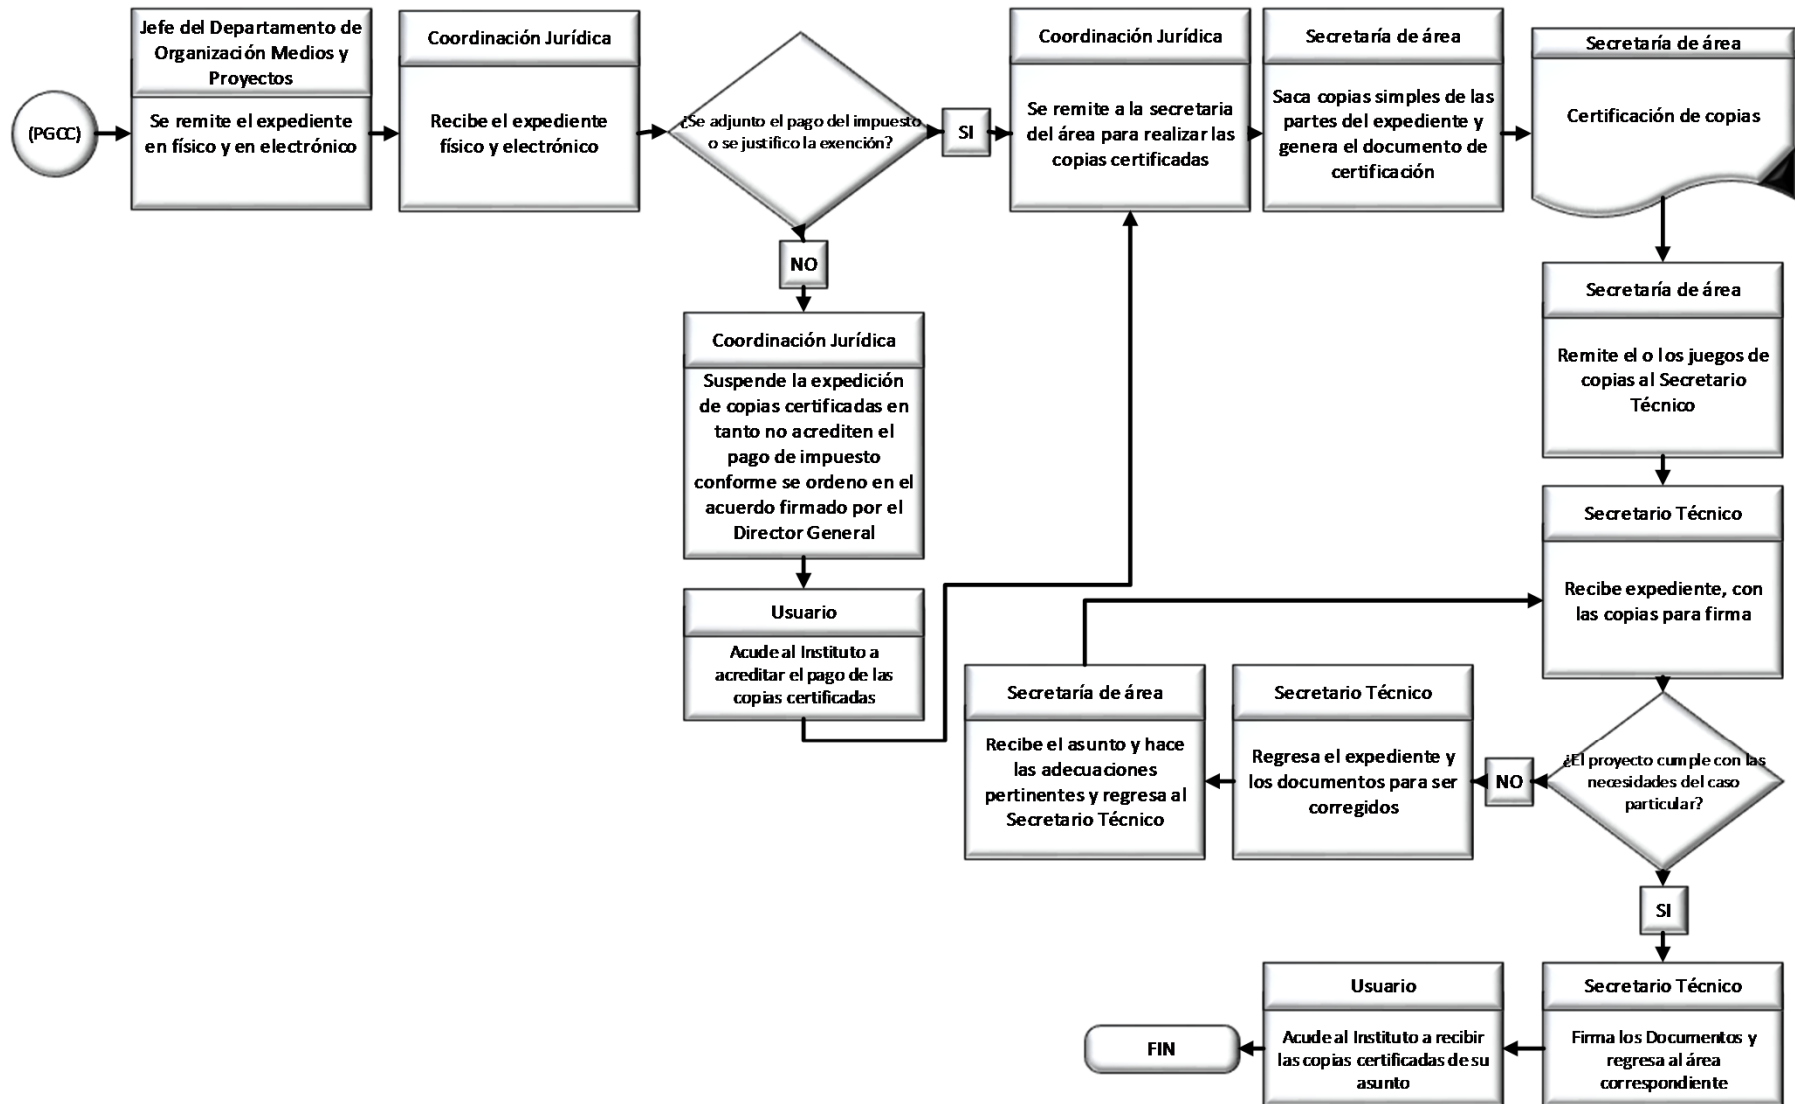 (PGCC)
Jefe del Departamento de
Organización Medios y
Proyectos
Se remite el expediente
en físico y en electrónico
Coordinación Jurídica
Recibe el expediente
físico y electrónico
¿Se adjunto el pago del impuesto
o se justifico la exención?
SI
Coordinación Jurídica
Se remite a la secretaria
del área para realizar las
copias certificadas
Secretaría de área
Saca copias simples de las
partes del expediente y
genera el documento de
certificación
Secretaría de área
Certificación de copias
NO
Coordinación Jurídica
Suspende la expedición
de copias certificadas en
tanto no acrediten el
pago de impuesto
conforme se ordeno en el
acuerdo firmado por el
Director General
Usuario
Acude al Instituto a
acreditar el pago de las
copias certificadas
Secretaría de área
Remite el o los juegos de
copias al Secretario
Técnico
Secretario Técnico
Recibe expediente, con
las copias para firma
¿El proyecto cumple con las
necesidades del caso
particular?
NO
Secretario Técnico
Regresa el expediente y
los documentos para ser
corregidos
Secretaría de área
Recibe el asunto y hace
las adecuaciones
pertinentes y regresa al
Secretario Técnico
SI
Secretario Técnico
Firma los Documentos y
regresa al área
correspondiente
Usuario
Acude al Instituto a recibir
las copias certificadas de su
asunto
FIN